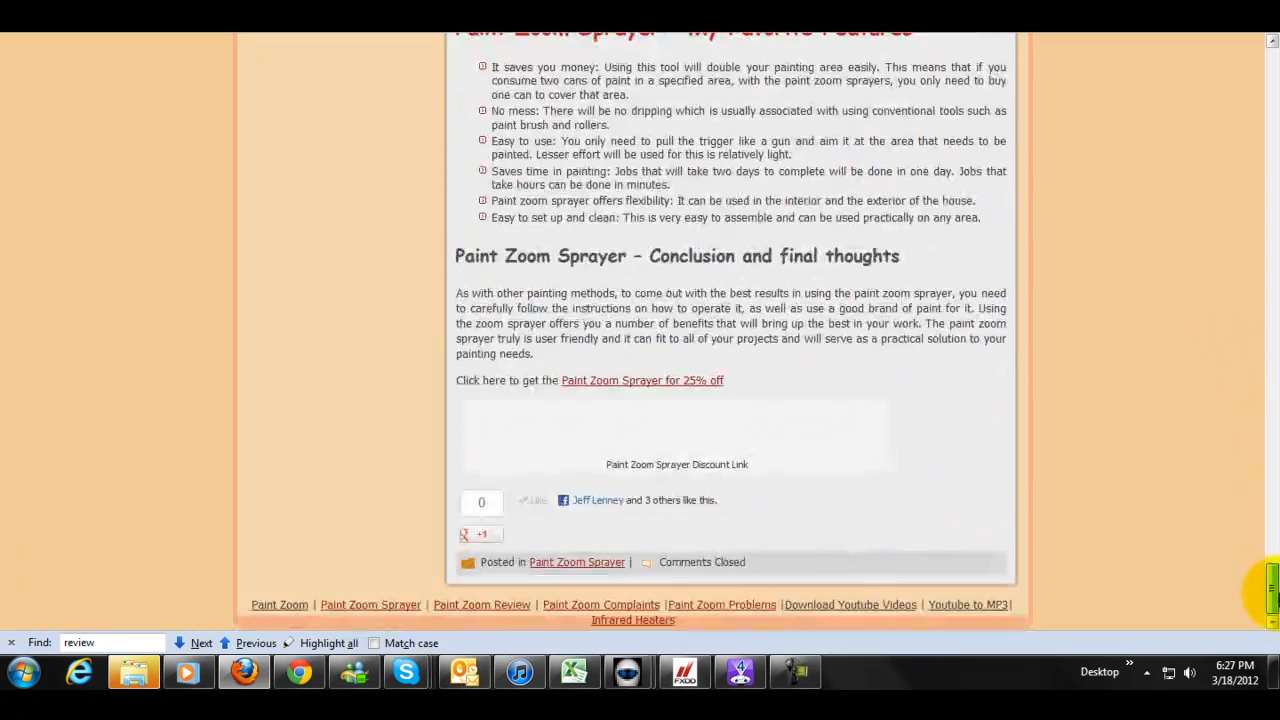 Paint Zoom Sprayer – My Favorite Features
It saves you money: Using this tool will double your painting area easily. This means that if you
consume two cans of paint in a specified area, with the paint zoom sprayers, you only need to buy
one can to cover that area.
No mess: There will be no dripping which is usually associated with using conventional tools such as
paint brush and rollers.
Easy to use: You only need to pull the trigger like a gun and aim it at the area that needs to be
painted. Lesser effort will be used for this is relatively light.
Saves time in painting: Jobs that will take two days to complete will be done in one day. Jobs that
take hours can be done in minutes.
Paint zoom sprayer offers flexibility: It can be used in the interior and the exterior of the house.
Easy to set up and clean: This is very easy to assemble and can be used practically on any area.
Paint Zoom Sprayer – Conclusion and final thoughts
As with other painting methods, to come out with the best results in using the paint zoom sprayer, you need
to carefully follow the instructions on how to operate it, as well as use a good brand of paint for it. Using
the zoom sprayer offers you a number of benefits that will bring up the best in your work. The paint zoom
sprayer truly is user friendly and it can fit to all of your projects and will serve as a practical solution to your
painting needs.
Click here to get the Paint Zoom Sprayer for 25% off
Paint Zoom Sprayer Discount Link
0 Like Jeff Lenney and 3 others like this.
+1
Posted in Paint Zoom Sprayer | Comments Closed
Paint Zoom | Paint Zoom Sprayer | Paint Zoom Review | Paint Zoom Complaints |Paint Zoom Problems |Download Youtube Videos | Youtube to MP3|
Infrared Heaters
× Find: review Next Previous Highlight all Match case
FXDD 4 Desktop » 6:27 PM
3/18/2012